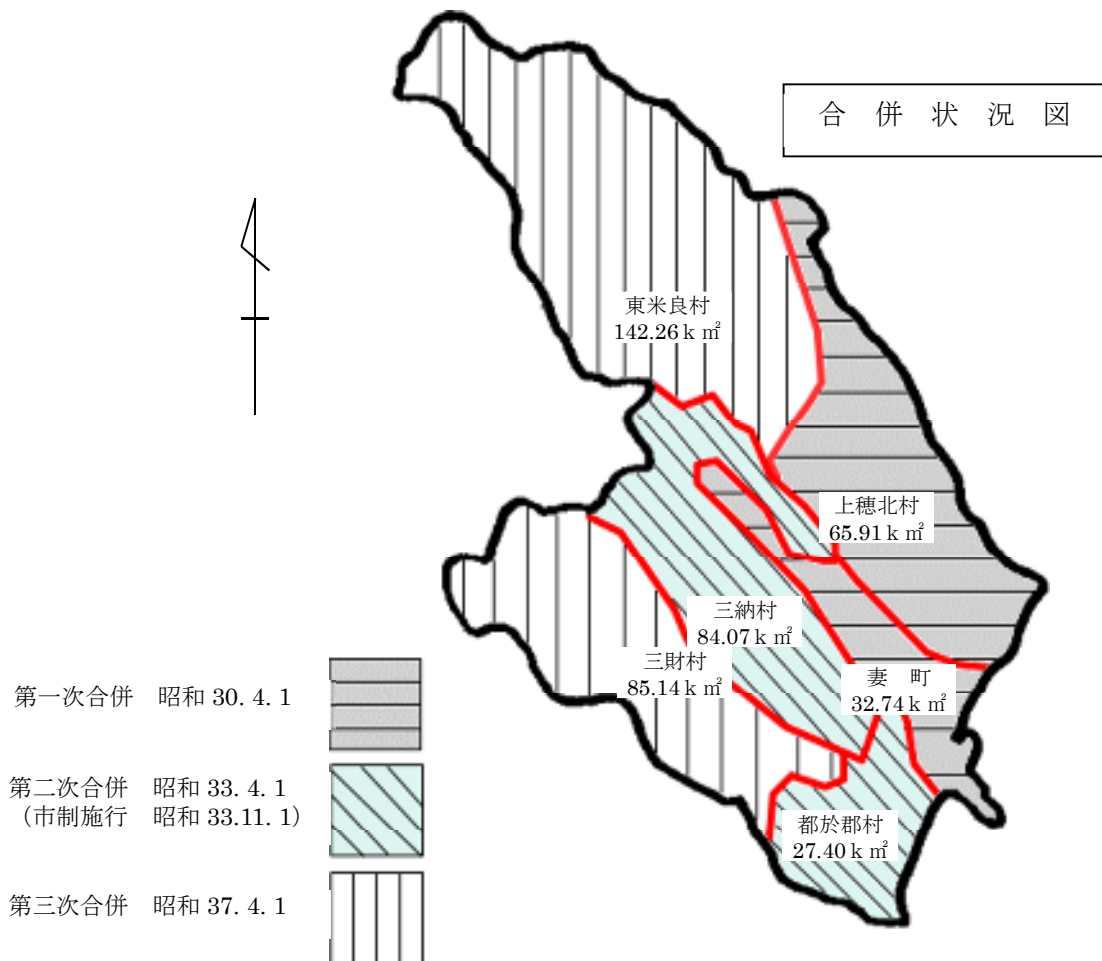 合 併 状 況 図
東米良村
142.26ｋ㎡
上穂北村
65.91ｋ㎡
三納村
84.07ｋ㎡
三財村
85.14ｋ㎡
妻　町
32.74ｋ㎡
都於郡村
27.40ｋ㎡
第一次合併　昭和 30. 4. 1
第二次合併　昭和 33. 4. 1
（市制施行　昭和 33.11. 1）
第三次合併　昭和 37. 4. 1